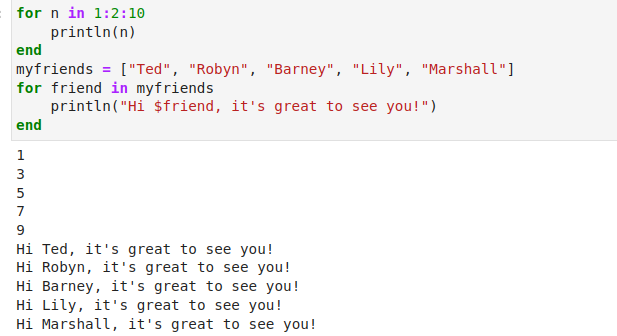 for n in 1:2:10
    println(n)
end
myfriends = ["Ted", "Robyn", "Barney", "Lily", "Marshall"]
for friend in myfriends
    println("Hi $friend, it's great to see you!")
end
1
3
5
7
9
Hi Ted, it's great to see you!
Hi Robyn, it's great to see you!
Hi Barney, it's great to see you!
Hi Lily, it's great to see you!
Hi Marshall, it's great to see you!